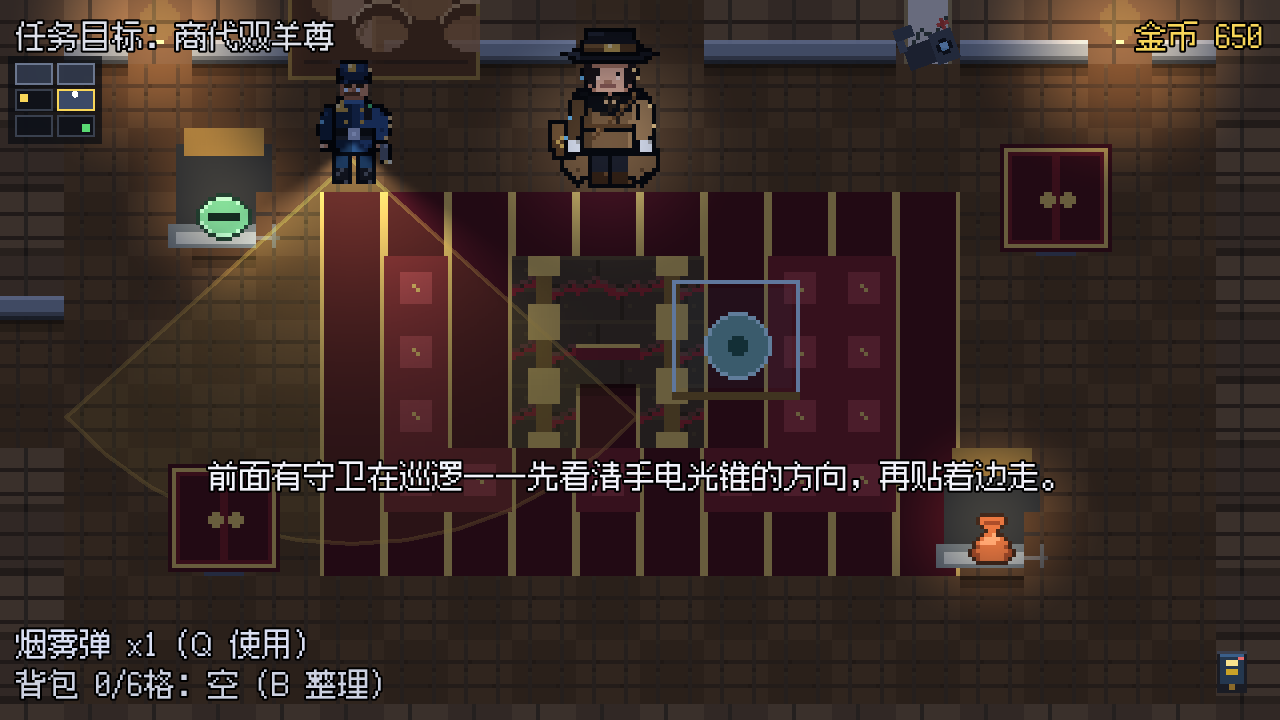 任务目标：商代双羊尊
金币 650
前面有守卫在巡逻——先看清手电光锥的方向，再贴着边走。
烟雾弹 x1（Q 使用）
背包 0/6格：空（B 整理）